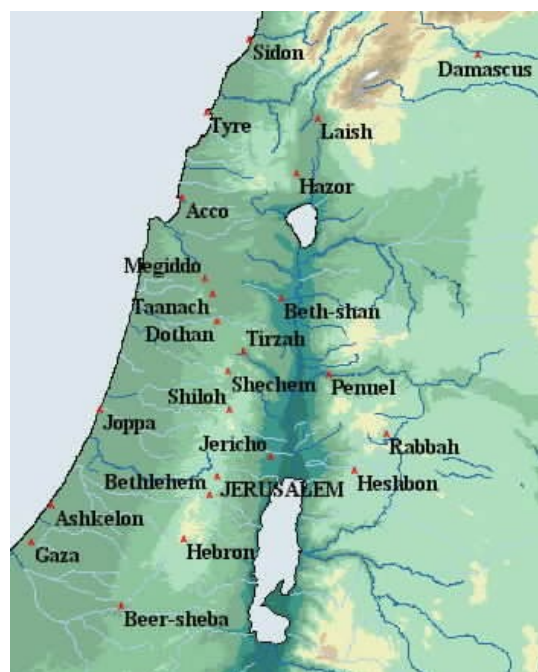 Sidon
Damascus
Tyre
Laish
Hazor
Acco
Megiddo
Taanach
Beth-shan
Dothan
Tirzah
Shechem
Penuel
Shiloh
Joppa
Rabbah
Jericho
Bethlehem
Heshbon
JERUSALEM
Ashkelon
Gaza
Hebron
Beer-sheba